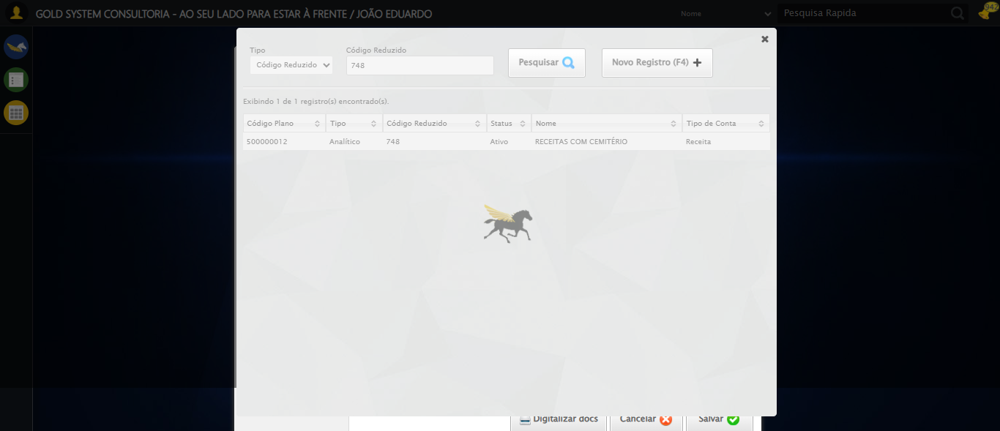 GOLD SYSTEM CONSULTORIA - AO SEU LADO PARA ESTAR À FRENTE / JOÃO EDUARDO
Nome
Pesquisa Rapida
942
Tipo
Código Reduzido
Código Reduzido
748
Pesquisar
Novo Registro (F4)
Exibindo 1 de 1 registro(s) encontrado(s).
Código Plano Tipo Código Reduzido Status Nome Tipo de Conta
500000012 Analítico 748 Ativo RECEITAS COM CEMITÉRIO Receita
Digitalizar docs Cancelar Salvar